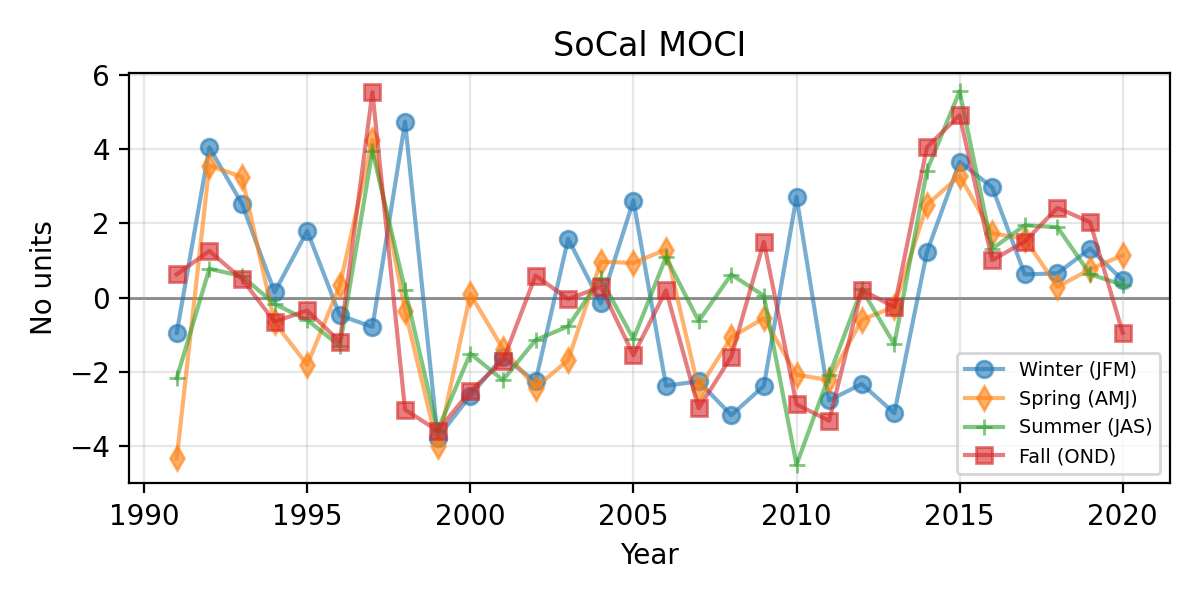 SoCal MOCI
No units
6
4
2
0
−2
−4
1990 1995 2000 2005 2010 2015 2020
Year
Winter (JFM)
Spring (AMJ)
Summer (JAS)
Fall (OND)